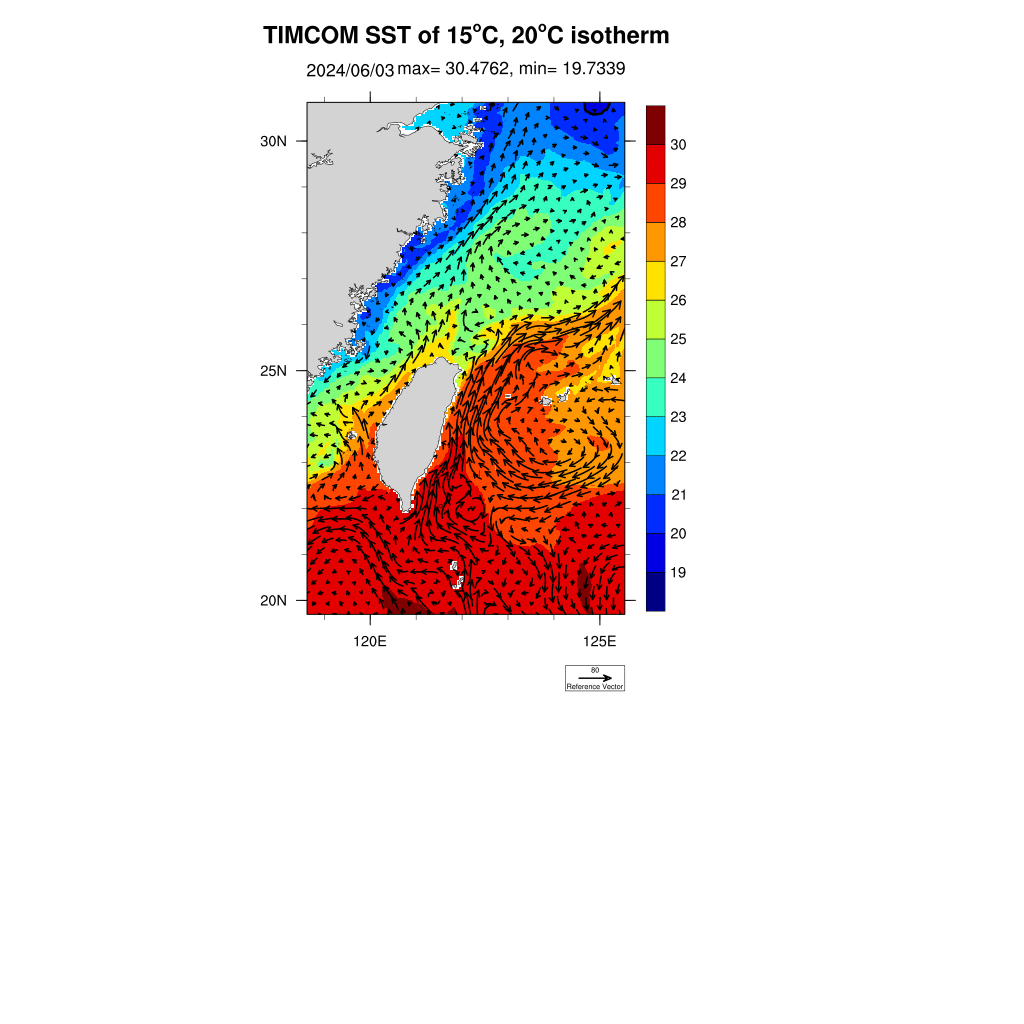 TIMCOM SST of 15°C, 20°C isotherm
2024/06/03 max= 30.4762, min= 19.7339
30N
25N
20N
120E
125E
30
29
28
27
26
25
24
23
22
21
20
19
80
Reference Vector